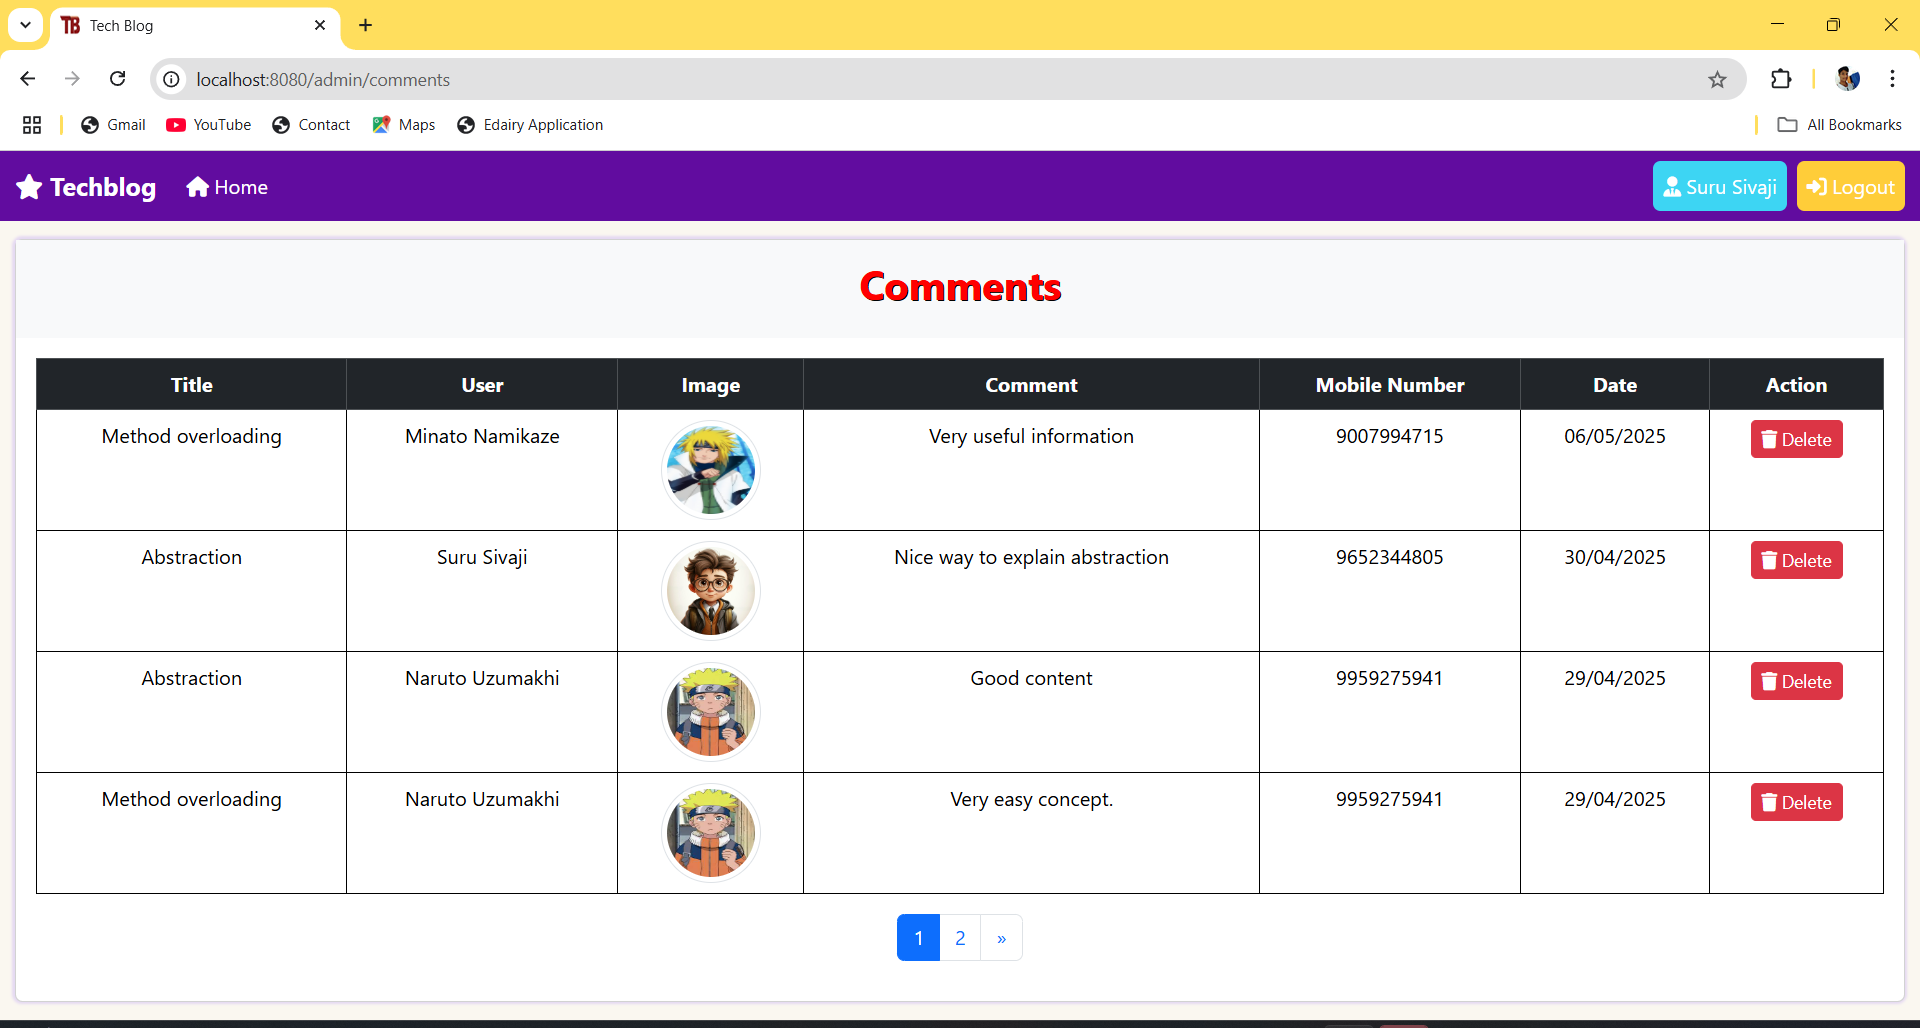 TB Tech Blog
localhost:8080/admin/comments
Gmail YouTube Contact Maps Edairy Application All Bookmarks
Techblog Home Suru Sivaji Logout
Comments
Title User Image Comment Mobile Number Date Action
Method overloading Minato Namikaze Very useful information 9007994715 06/05/2025 Delete
Abstraction Suru Sivaji Nice way to explain abstraction 9652344805 30/04/2025 Delete
Abstraction Naruto Uzumakhi Good content 9959275941 29/04/2025 Delete
Method overloading Naruto Uzumakhi Very easy concept. 9959275941 29/04/2025 Delete
1 2 »